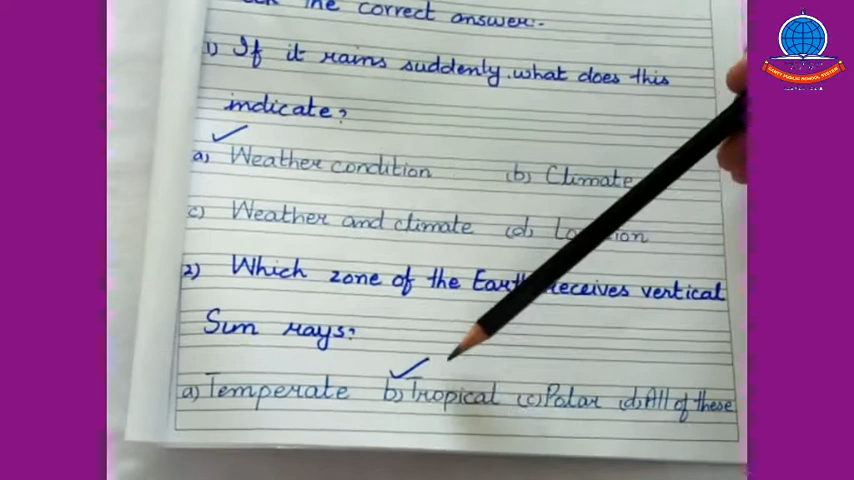 the correct answer:-
1) If it rains suddenly. what does this
indicate?
a) Weather condition (b) Climate
c) Weather and climate (d) Location
2) Which zone of the Earth receives vertical
Sun rays?
a) Temperate b) Tropical (c) Polar (d) All of these